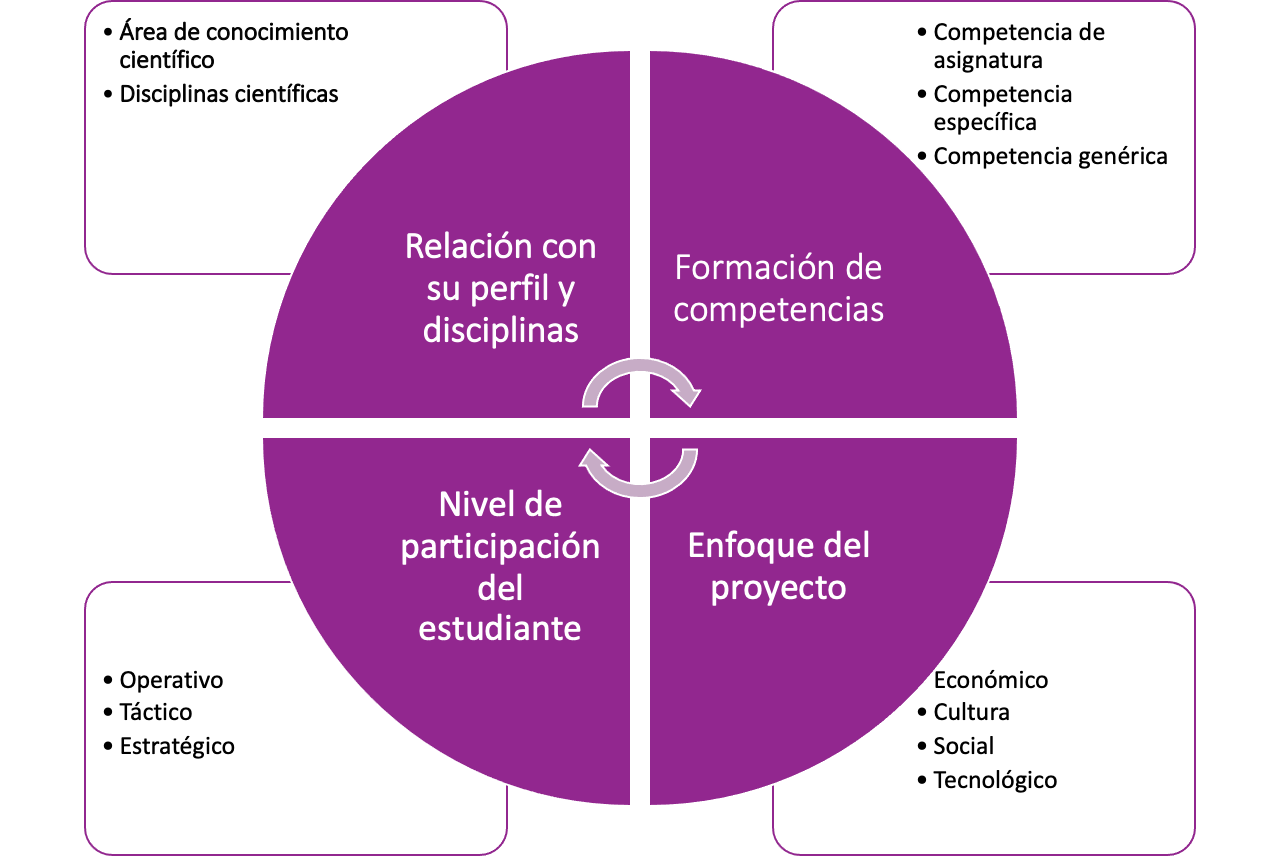 • Área de conocimiento
científico
• Disciplinas científicas
• Competencia de
asignatura
• Competencia
específica
• Competencia genérica
Relación con
su perfil y
disciplinas
Formación de
competencias
Nivel de
participación
del
estudiante
Enfoque del
proyecto
• Operativo
• Táctico
• Estratégico
Económico
• Cultura
• Social
• Tecnológico